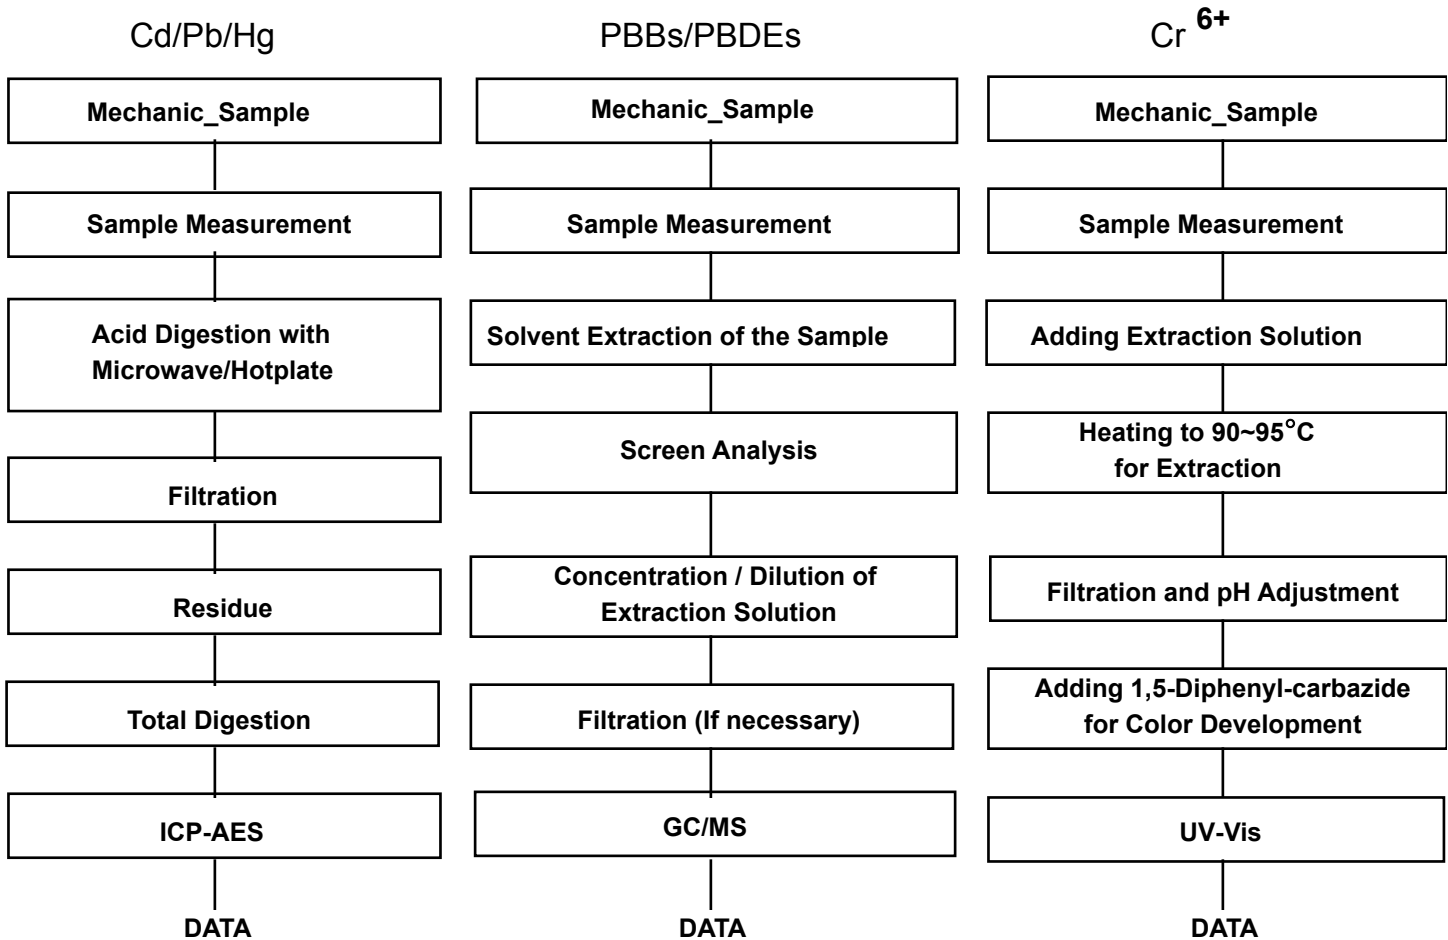 Cd/Pb/Hg
Mechanic_Sample
Sample Measurement
Acid Digestion with
Microwave/Hotplate
Filtration
Residue
Total Digestion
ICP-AES
DATA
PBBs/PBDEs
Mechanic_Sample
Sample Measurement
Solvent Extraction of the Sample
Screen Analysis
Concentration / Dilution of
Extraction Solution
Filtration (If necessary)
GC/MS
DATA
Cr 6+
Mechanic_Sample
Sample Measurement
Adding Extraction Solution
Heating to 90~95°C
for Extraction
Filtration and pH Adjustment
Adding 1,5-Diphenyl-carbazide
for Color Development
UV-Vis
DATA